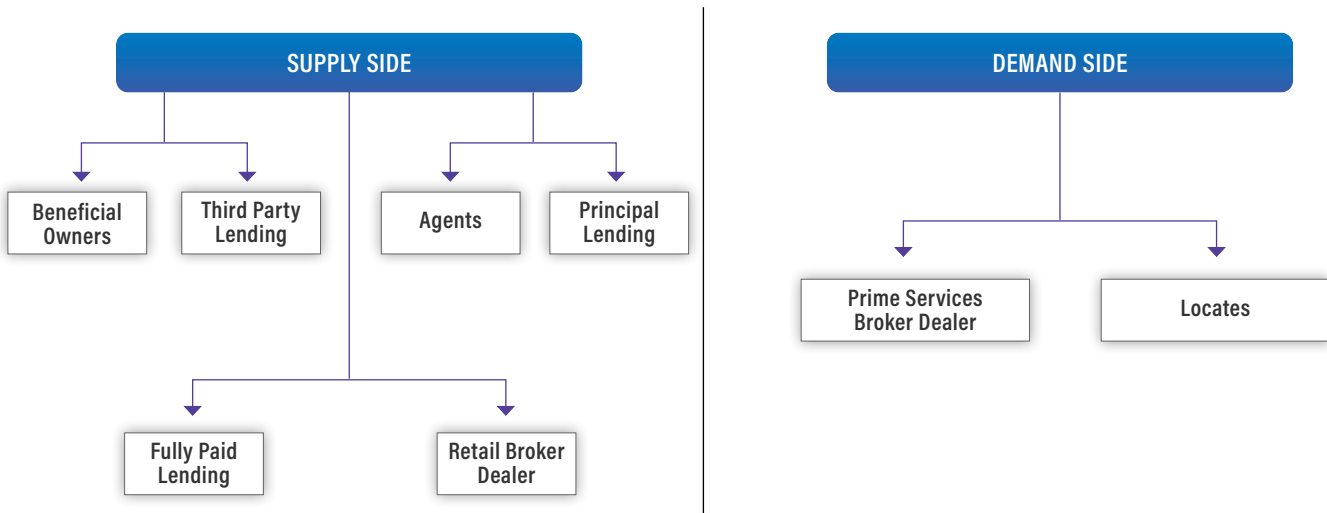 SUPPLY SIDE
Beneficial
Owners
Third Party
Lending
Agents
Principal
Lending
Fully Paid
Lending
Retail Broker
Dealer
DEMAND SIDE
Prime Services
Broker Dealer
Locates